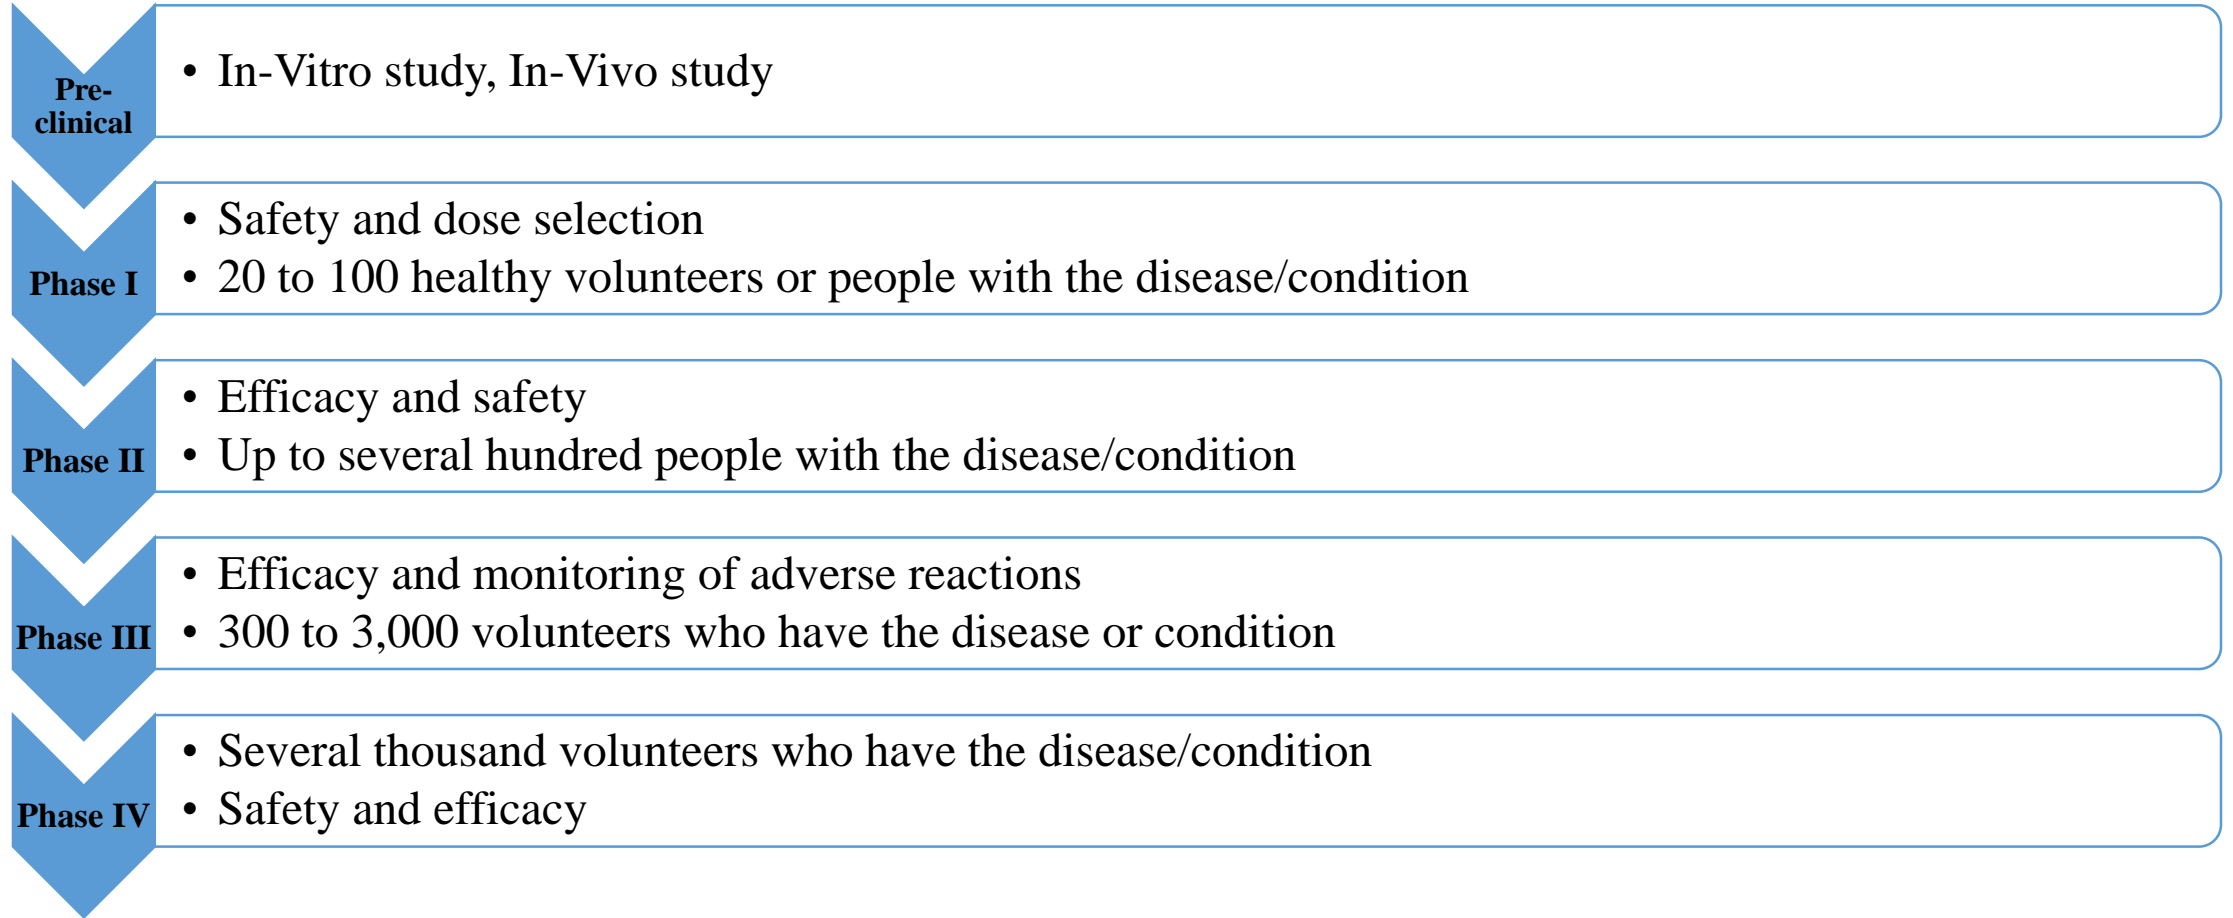 Pre-
clinical
• In-Vitro study, In-Vivo study
Phase I
• Safety and dose selection
• 20 to 100 healthy volunteers or people with the disease/condition
Phase II
• Efficacy and safety
• Up to several hundred people with the disease/condition
Phase III
• Efficacy and monitoring of adverse reactions
• 300 to 3,000 volunteers who have the disease or condition
Phase IV
• Several thousand volunteers who have the disease/condition
• Safety and efficacy